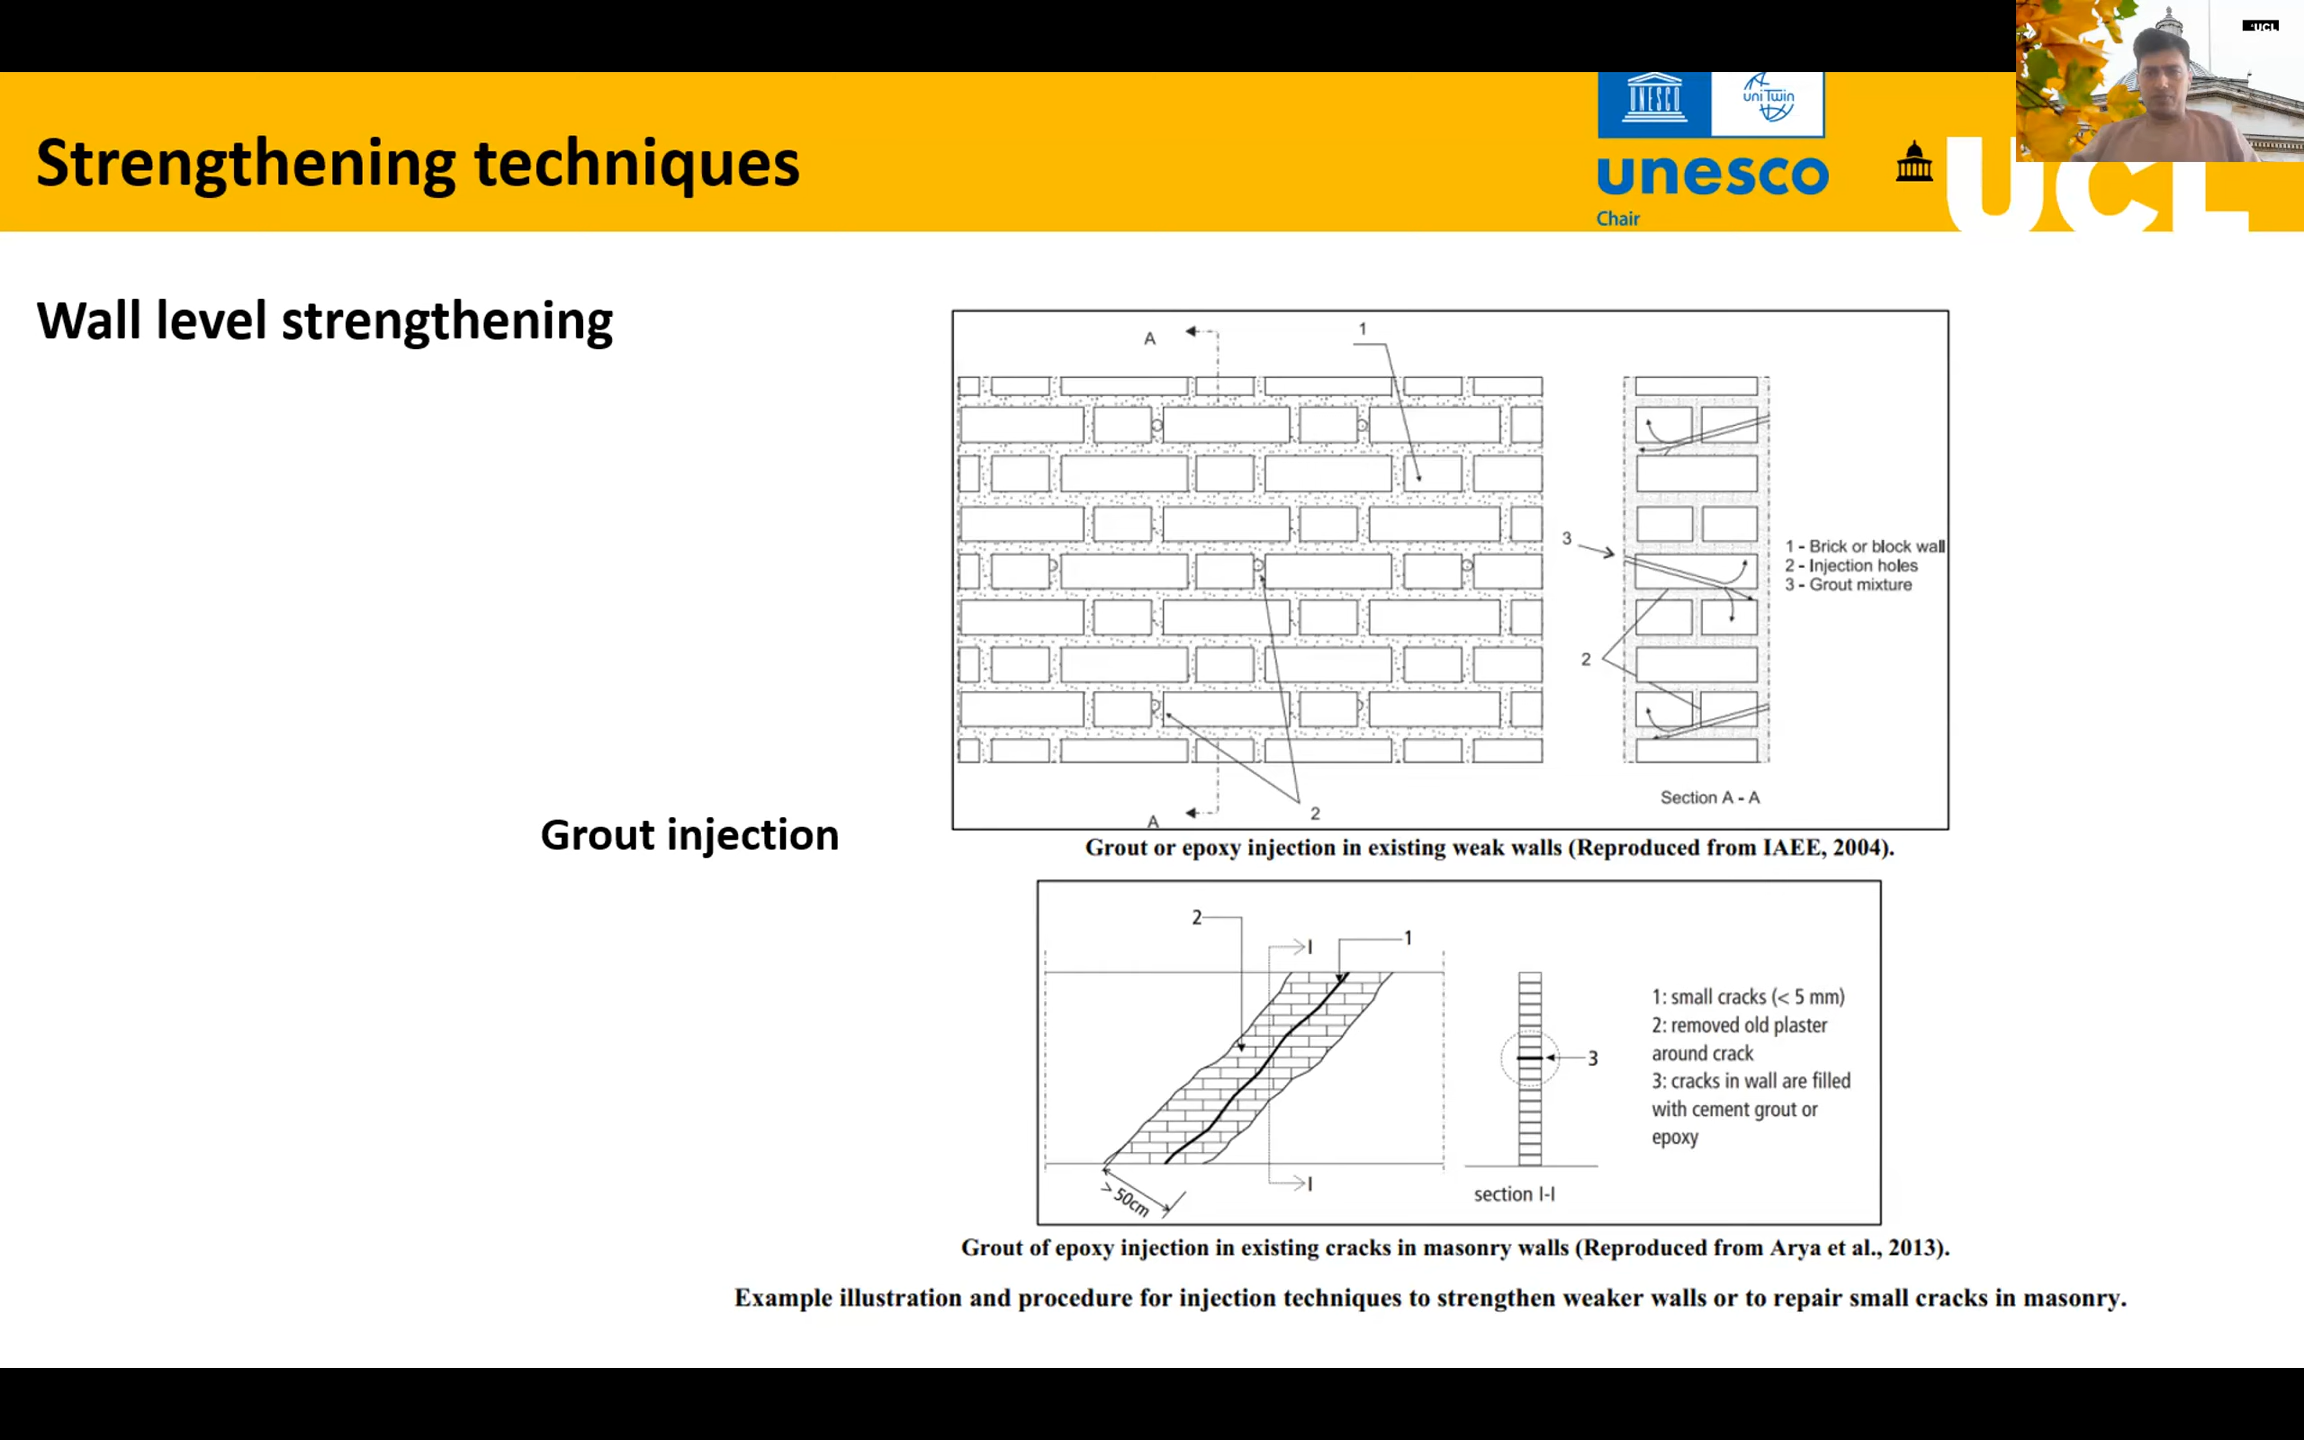 UCL
UNESCO
uni Twin
Strengthening techniques
unesco
Chair
UCL
Wall level strengthening
A
1
3
1 - Brick or block wall
2 - Injection holes
3 - Grout mixture
2
Section A - A
A
2
Grout injection
Grout or epoxy injection in existing weak walls (Reproduced from IAEE, 2004).
2
I
1
1: small cracks (< 5 mm)
2: removed old plaster
around crack
3
3: cracks in wall are filled
with cement grout or
epoxy
> 50cm
I
section I-I
Grout of epoxy injection in existing cracks in masonry walls (Reproduced from Arya et al., 2013).
Example illustration and procedure for injection techniques to strengthen weaker walls or to repair small cracks in masonry.